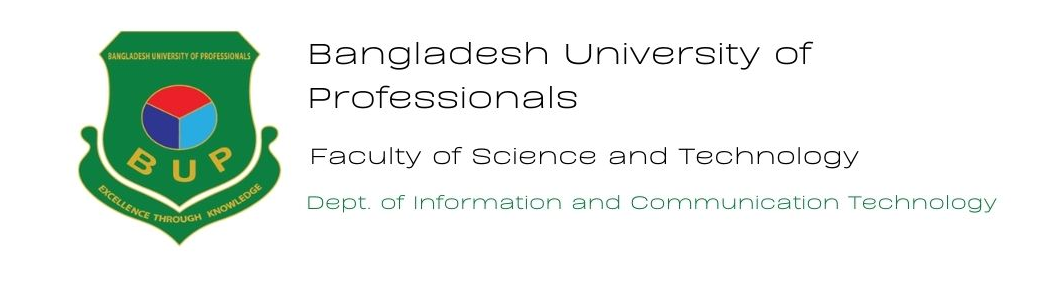 BANGLADESH UNIVERSITY OF PROFESSIONALS
BUP
EXCELLENCE THROUGH KNOWLEDGE
Bangladesh University of
Professionals
Faculty of Science and Technology
Dept. of Information and Communication Technology